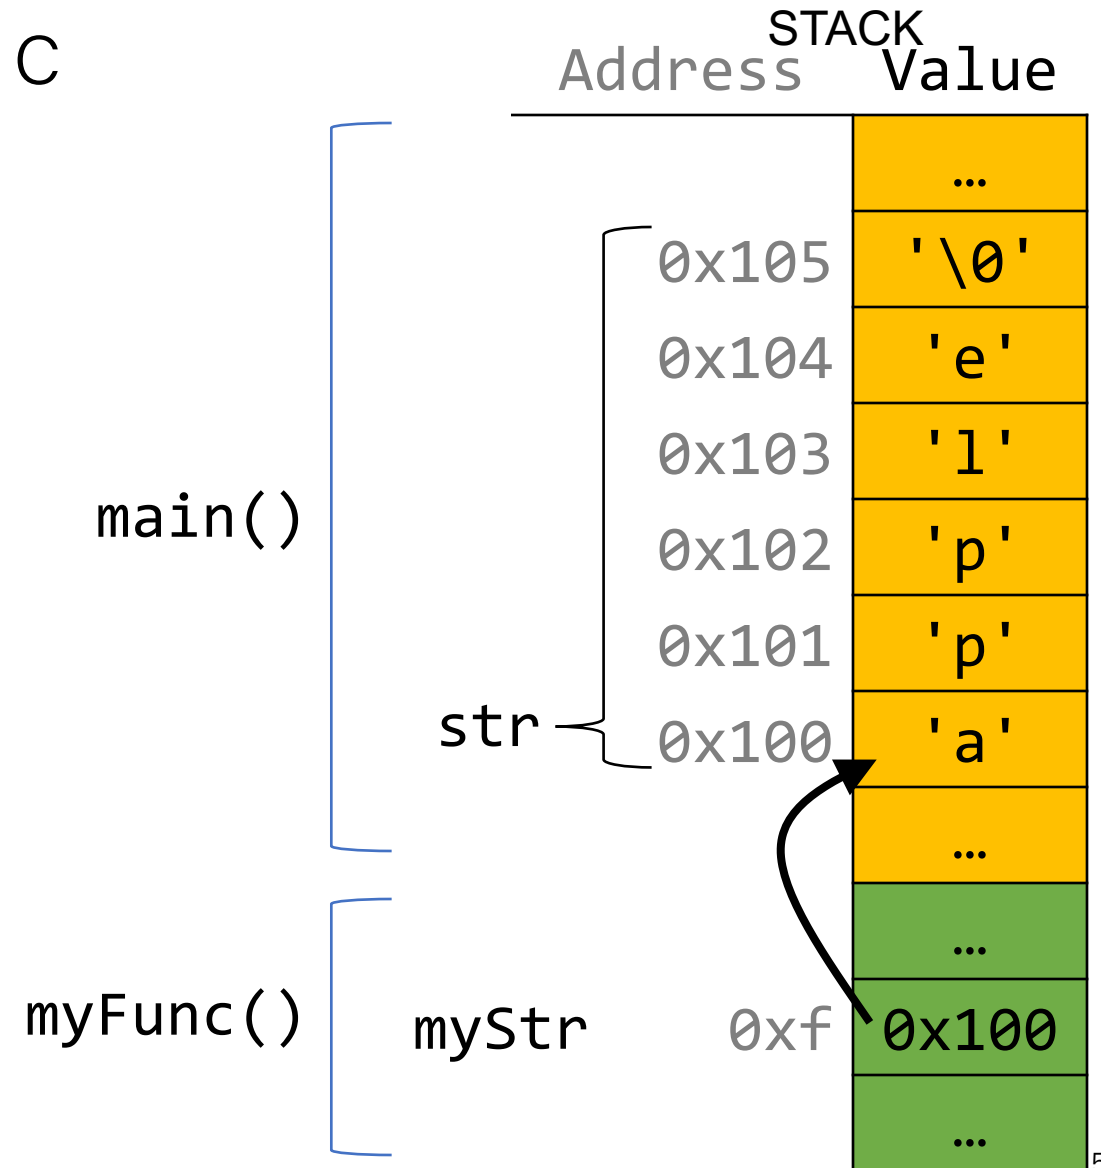 C
STACK
Address Value
…
0x105 '\0'
0x104 'e'
0x103 'l'
main()
0x102 'p'
0x101 'p'
str 0x100 'a'
…
…
myFunc() myStr 0xf 0x100
…